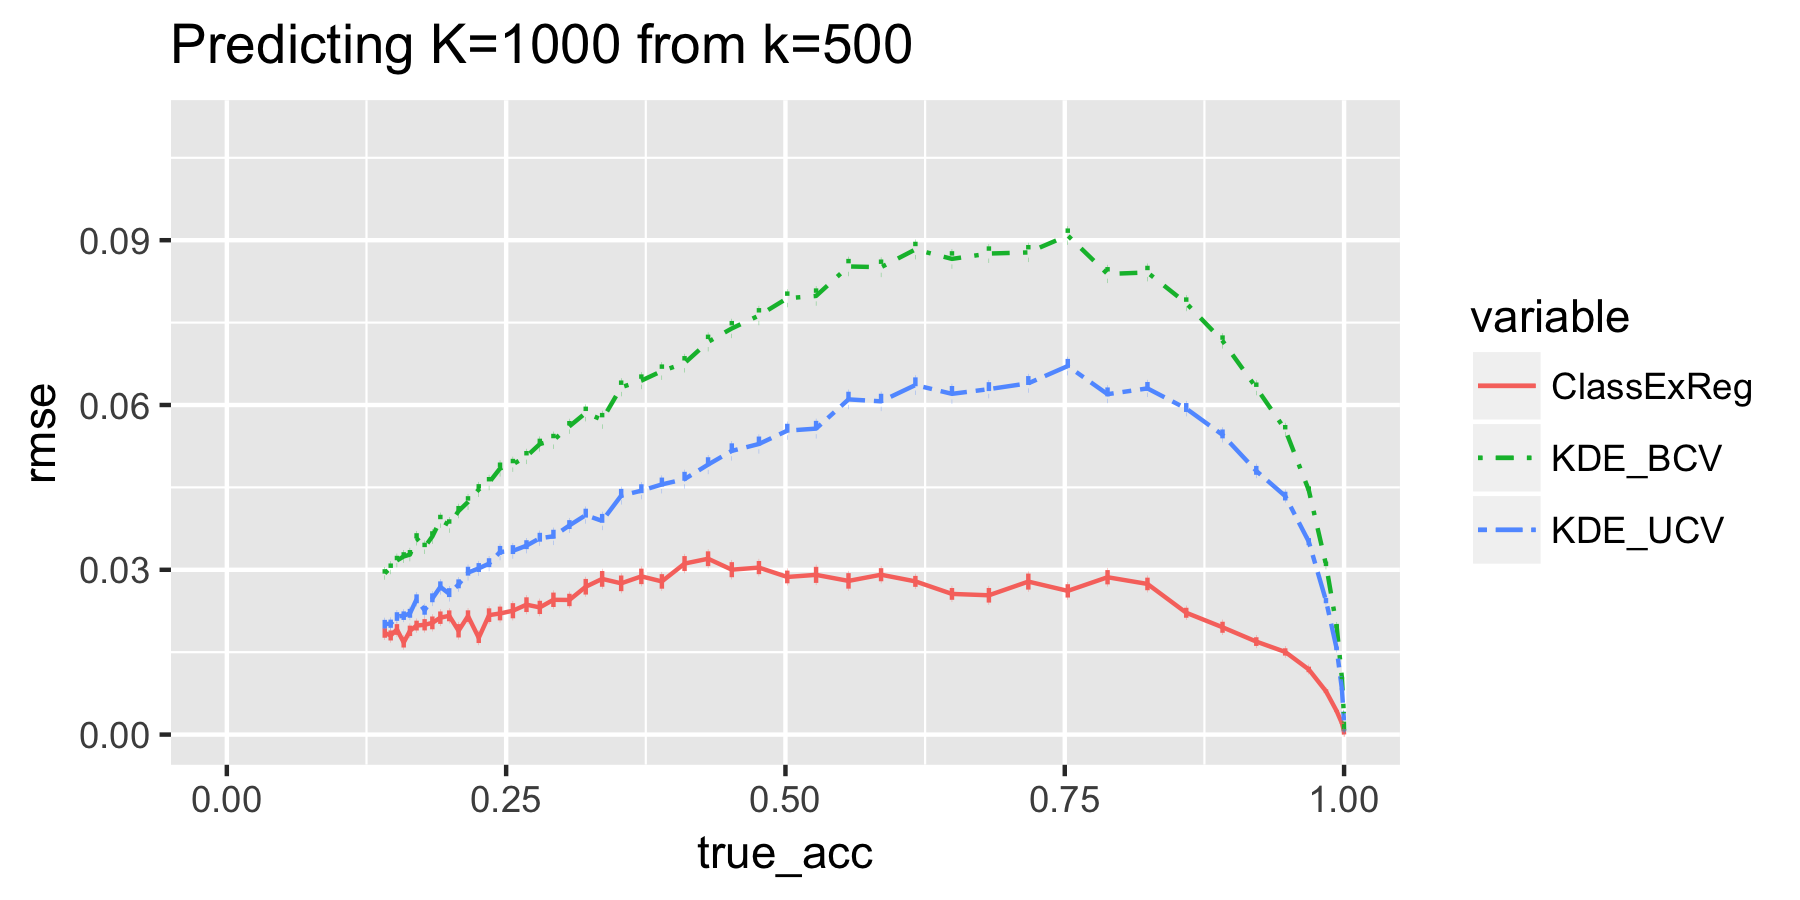 Predicting K=1000 from k=500
rmse
0.09
0.06
0.03
0.00
0.00 0.25 0.50 0.75 1.00
true_acc
variable
ClassExReg
KDE_BCV
KDE_UCV